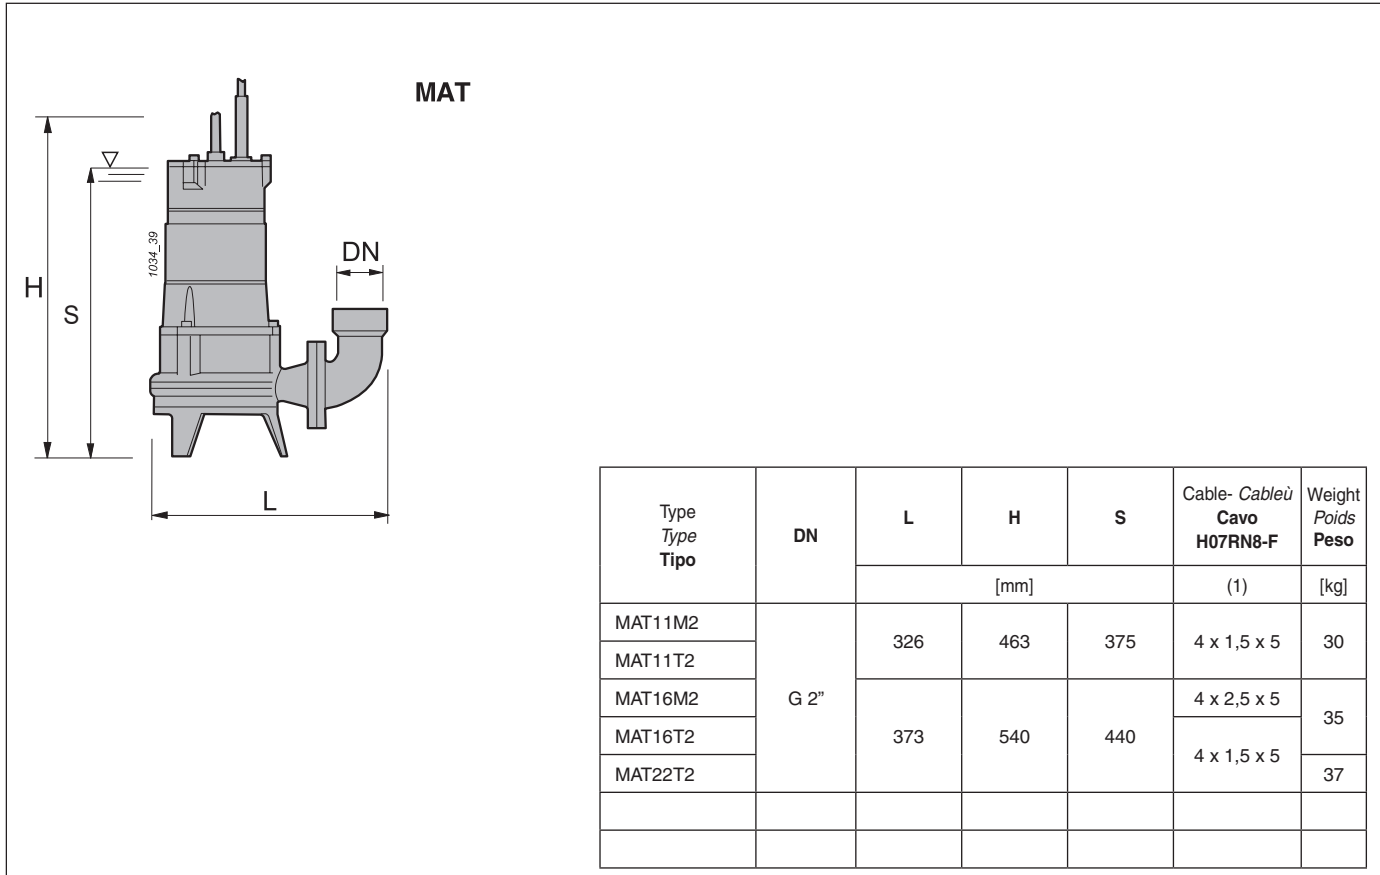 MAT
H
S
1034_39
DN
L
Type Type Tipo | DN | L | H | S | Cable- Cableù Cavo H07RN8-F | Weight Poids Peso
[mm] | (1) | [kg]
MAT11M2 | G 2” | 326 | 463 | 375 | 4 x 1,5 x 5 | 30
MAT11T2
MAT16M2 | 373 | 540 | 440 | 4 x 2,5 x 5 | 35
MAT16T2 | 4 x 1,5 x 5
MAT22T2 | 37